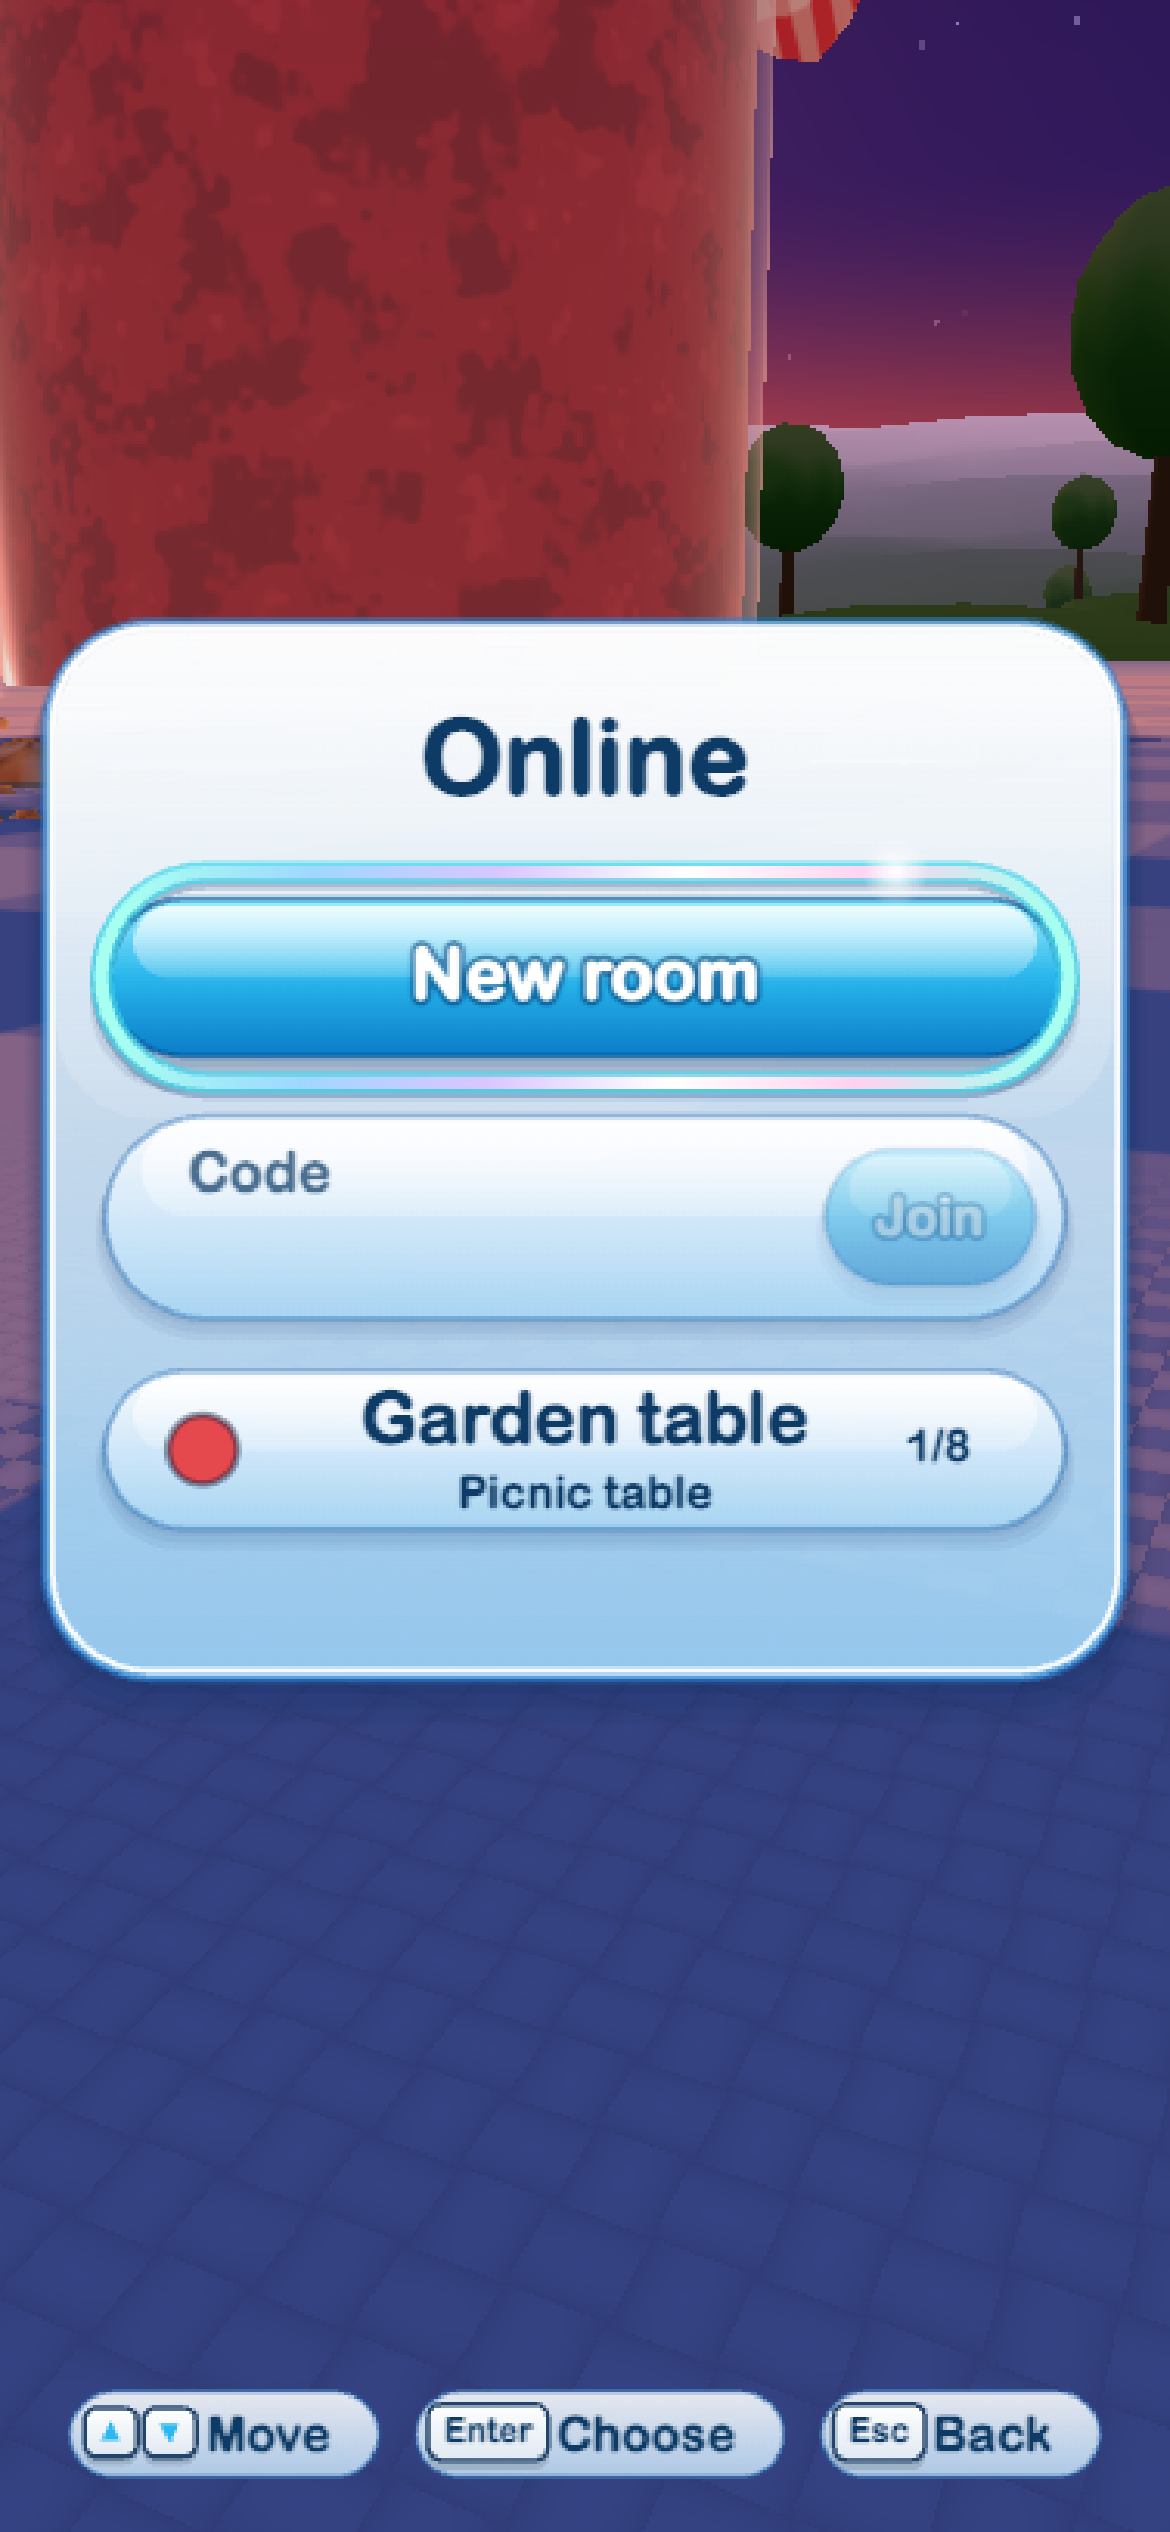 Online
New room
Code
Join
Garden table
1/8
Picnic table
▲ ▼ Move
Enter Choose
Esc Back